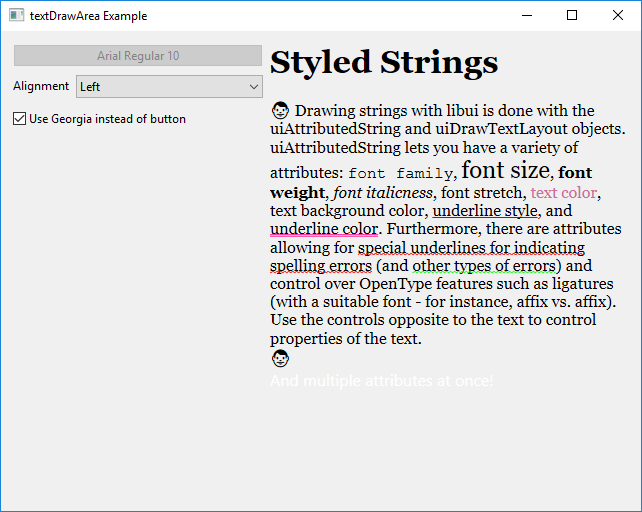 textDrawArea Example
Arial Regular 10
Alignment Left
Use Georgia instead of button
Styled Strings
🧛 Drawing strings with libui is done with the
uiAttributedString and uiDrawTextLayout objects.
uiAttributedString lets you have a variety of
attributes: font family, font size, font
weight, font italicness, font stretch, text color,
text background color, underline style, and
underline color. Furthermore, there are attributes
allowing for special underlines for indicating
spelling errors (and other types of errors) and
control over OpenType features such as ligatures
(with a suitable font - for instance, affix vs. affix).
Use the controls opposite to the text to control
properties of the text.
🧛
And multiple attributes at once!